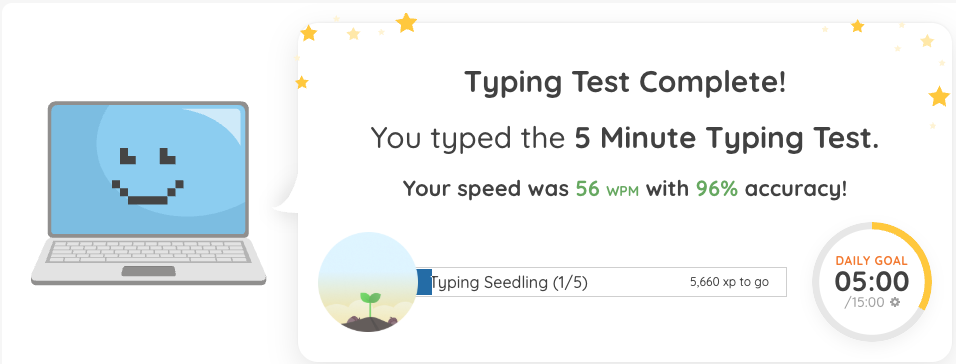 Typing Test Complete!
You typed the 5 Minute Typing Test.
Your speed was 56 WPM with 96% accuracy!
Typing Seedling (1/5)
5,660 xp to go
DAILY GOAL
05:00
/15:00